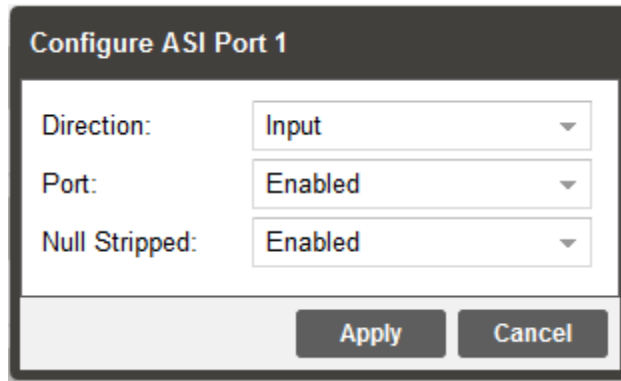 Configure ASI Port 1
Direction: Input
Port: Enabled
Null Stripped: Enabled
Apply Cancel